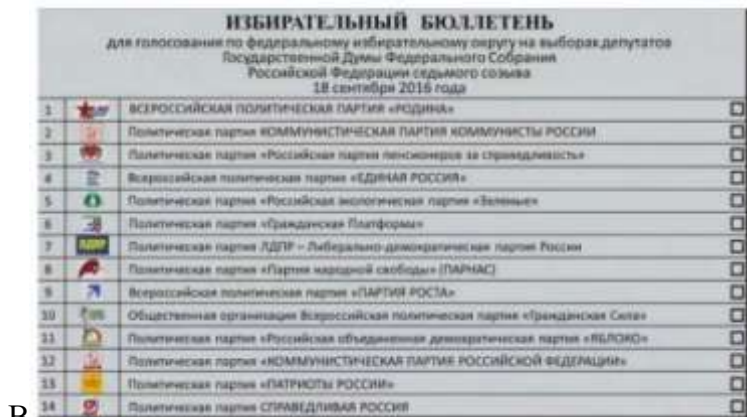 ИЗБИРАТЕЛЬНЫЙ БЮЛЛЕТЕНЬ
для голосования по федеральному избирательному округу на выборах депутатов
Государственной Думы Федерального Собрания
Российской Федерации седьмого созыва
18 сентября 2016 года
1 ВСЕРОССИЙСКАЯ ПОЛИТИЧЕСКАЯ ПАРТИЯ «РОДИНА»
2 Политическая партия КОММУНИСТИЧЕСКАЯ ПАРТИЯ КОММУНИСТЫ РОССИИ
3 Политическая партия «Российская партия пенсионеров за справедливость»
4 Всероссийская политическая партия «ЕДИНАЯ РОССИЯ»
5 Политическая партия «Российская экологическая партия «Зеленые»
6 Политическая партия «Гражданская Платформа»
7 ЛДПР Политическая партия ЛДПР – Либерально-демократическая партия России
8 Политическая партия «Партия народной свободы» (ПАРНАС)
9 Всероссийская политическая партия «ПАРТИЯ РОСТА»
10 Общественная организация Всероссийская политическая партия «Гражданская Сила»
11 Политическая партия «Российская объединенная демократическая партия «ЯБЛОКО»
12 Политическая партия «КОММУНИСТИЧЕСКАЯ ПАРТИЯ РОССИЙСКОЙ ФЕДЕРАЦИИ»
13 Политическая партия «ПАТРИОТЫ РОССИИ»
В 14 Политическая партия СПРАВЕДЛИВАЯ РОССИЯ